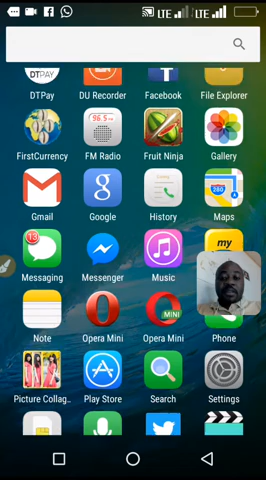 LTE LTE
DTPay DU Recorder Facebook File Explorer
FirstCurrency FM Radio Fruit Ninja Gallery
Gmail Google History Maps
Messaging Messenger Music
Note Opera Mini Opera Mini Phone
Picture Collag.. Play Store Search Settings
DTPAY
96.5
280
13
my
MINI